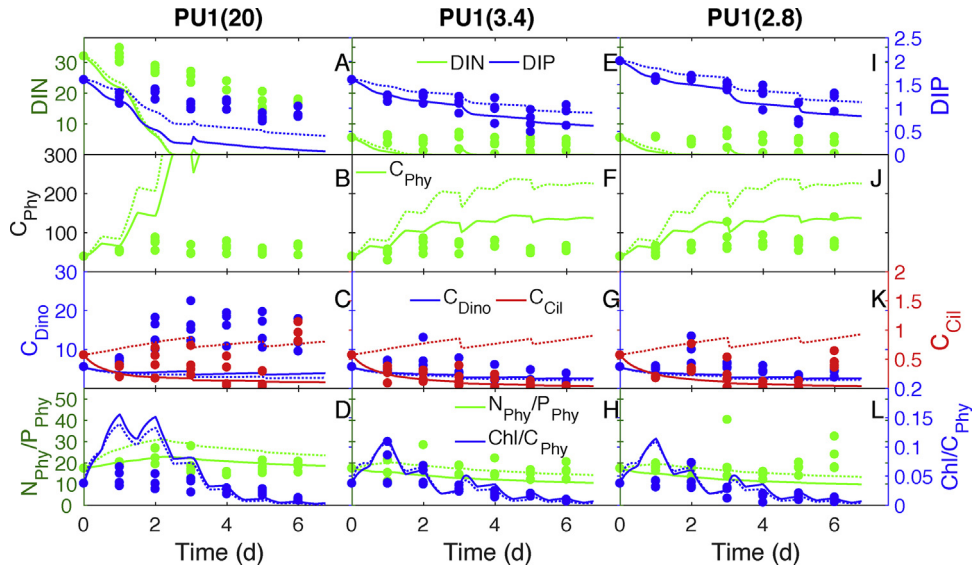 PU1(20) PU1(3.4) PU1(2.8)
2.5
30 A DIN DIP E I 2
DIN 20 1.5 DIP
10 1
0.5
300 0
B C_Phy F J
200
C_Phy
100
30 2
C C_Dino C_Cil G K
20 1.5
C_Dino 1 C_Cil
10 0.5
0.2
50 D N_Phy/P_Phy H L
40 0.15
N_Phy/P_Phy 30 Chl/C_Phy 0.1 Chl/C_Phy
20
10 0.05
0 0
0 2 4 6 0 2 4 6 0 2 4 6
Time (d) Time (d) Time (d)